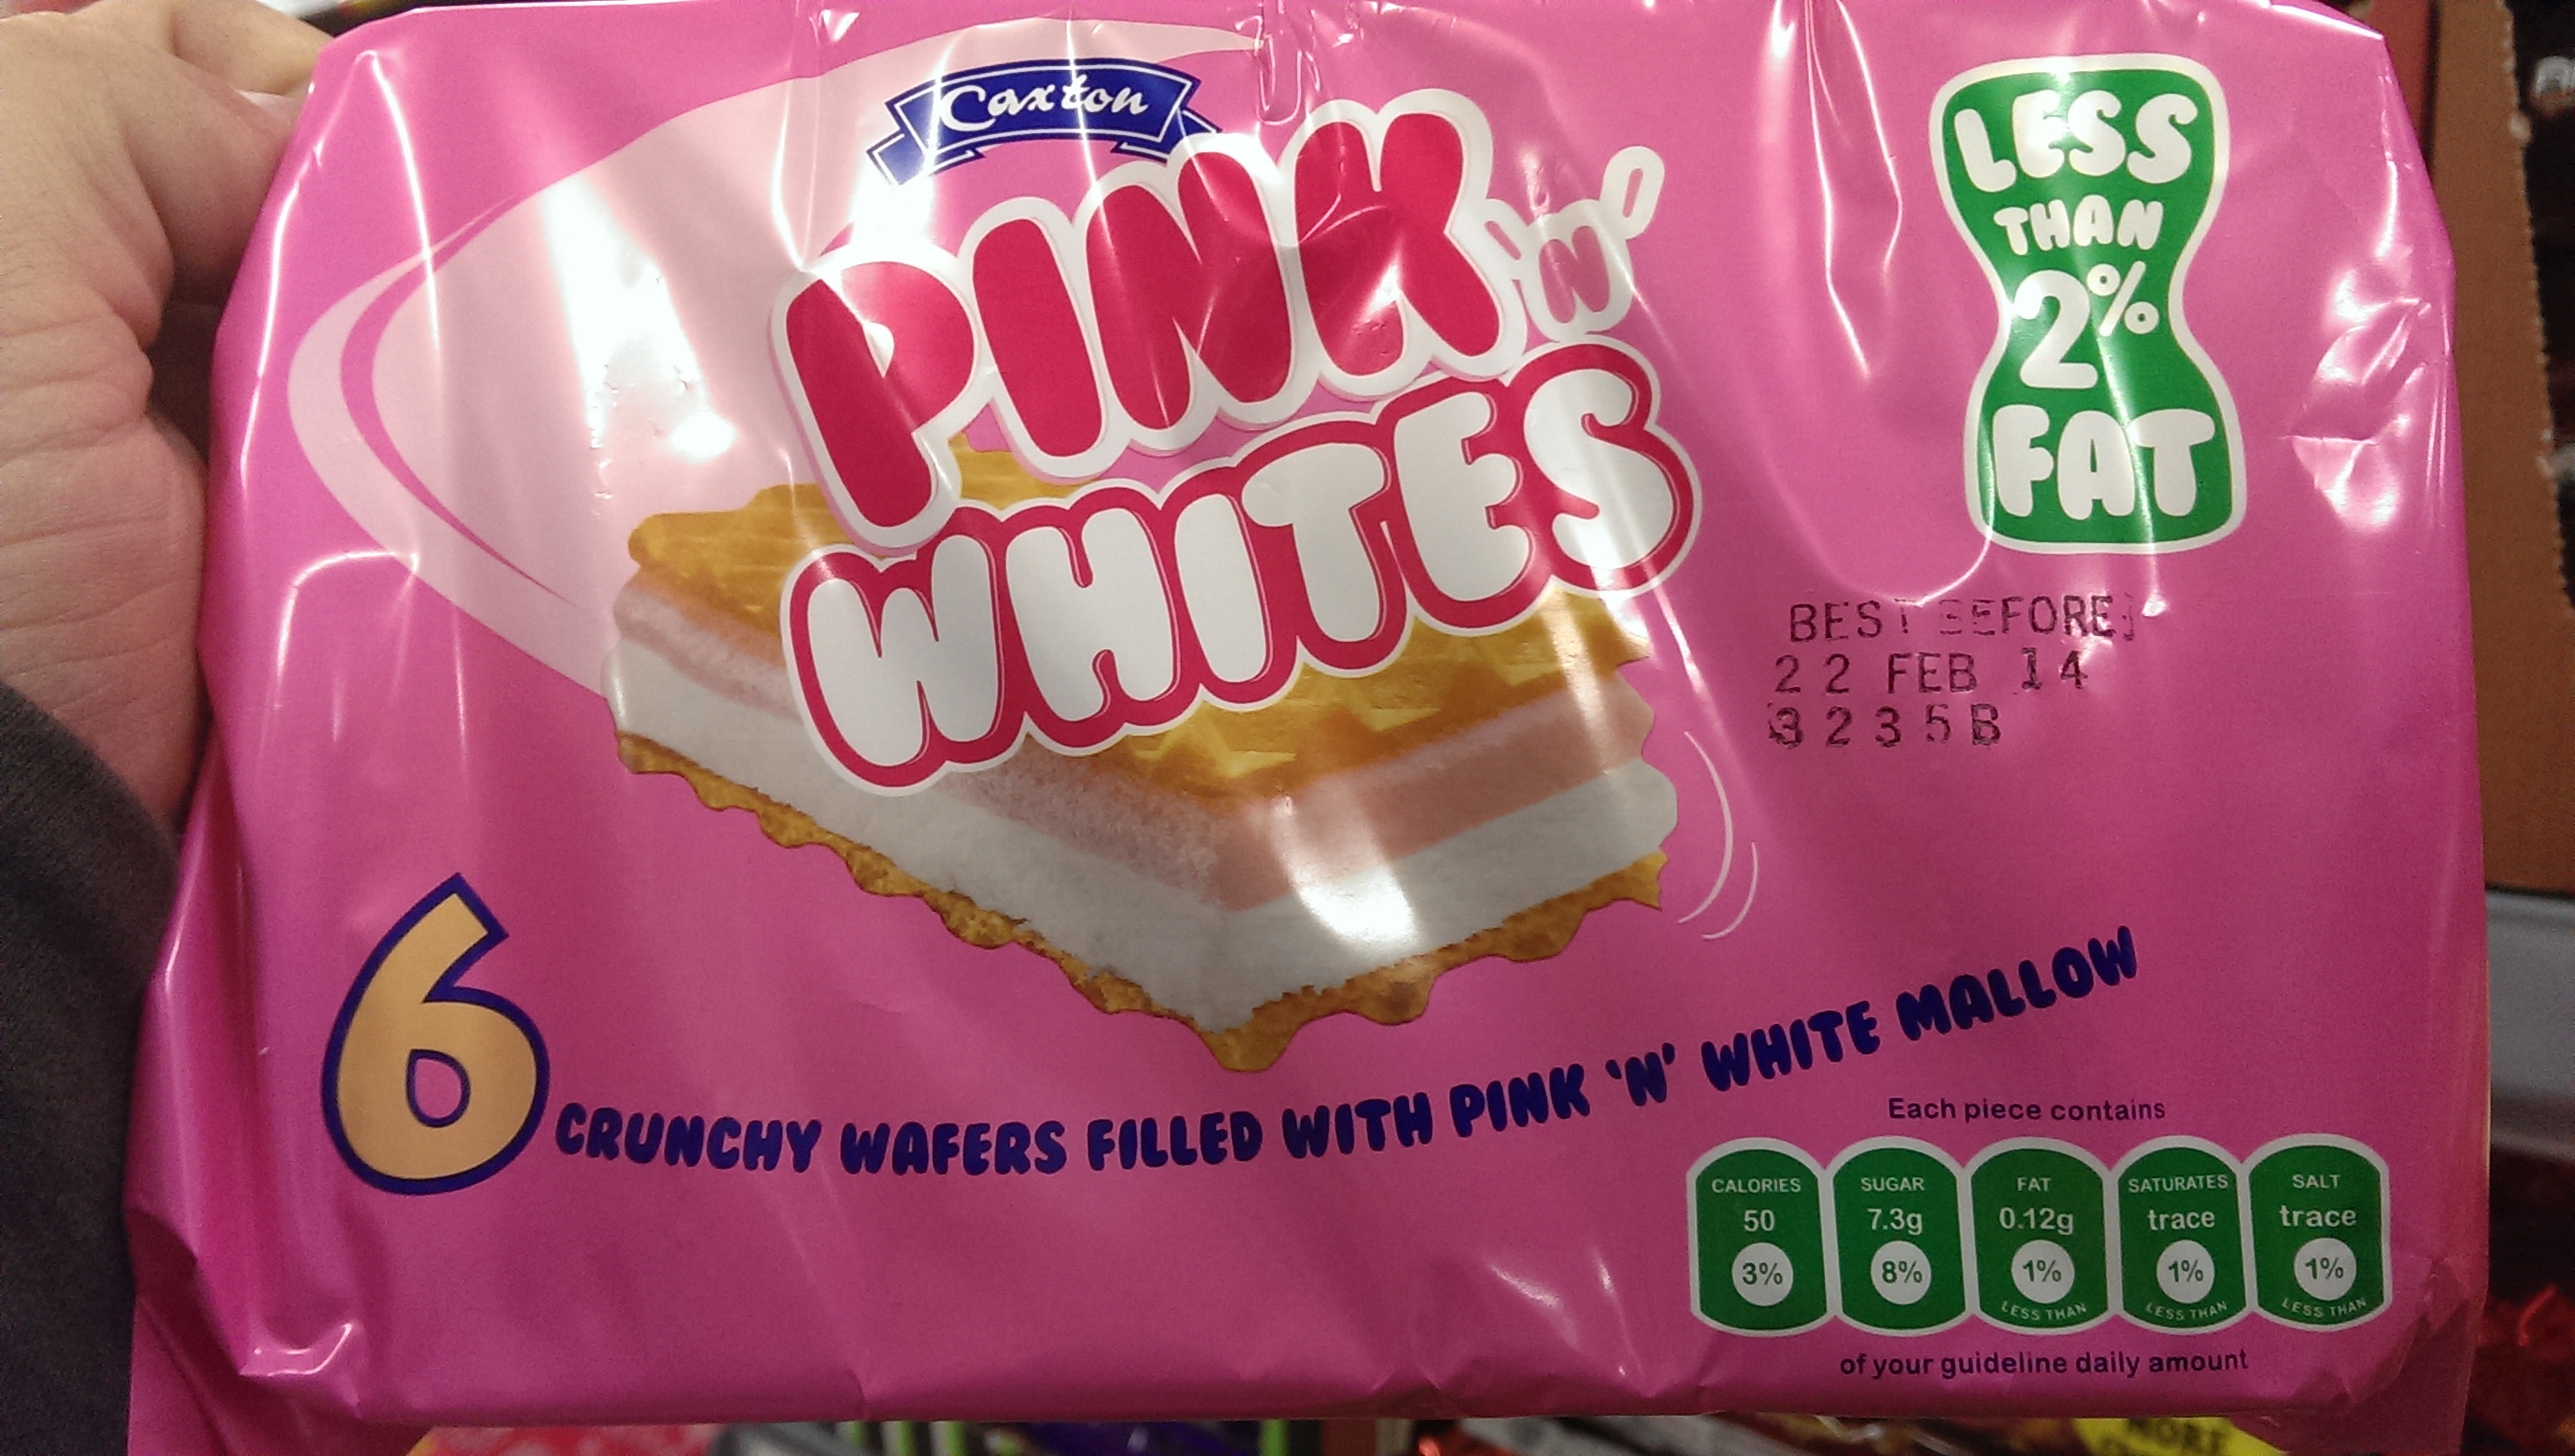 Caxton
PINK 'N'
WHITES
LESS
THAN
2%
FAT
BEST BEFORE
22 FEB 14
3235B
6 CRUNCHY WAFERS FILLED WITH PINK 'N' WHITE MALLOW
Each piece contains
CALORIES SUGAR FAT SATURATES SALT
50 7.3g 0.12g trace trace
3% 8% 1% 1% 1%
LESS THAN LESS THAN LESS THAN
of your guideline daily amount
MORE